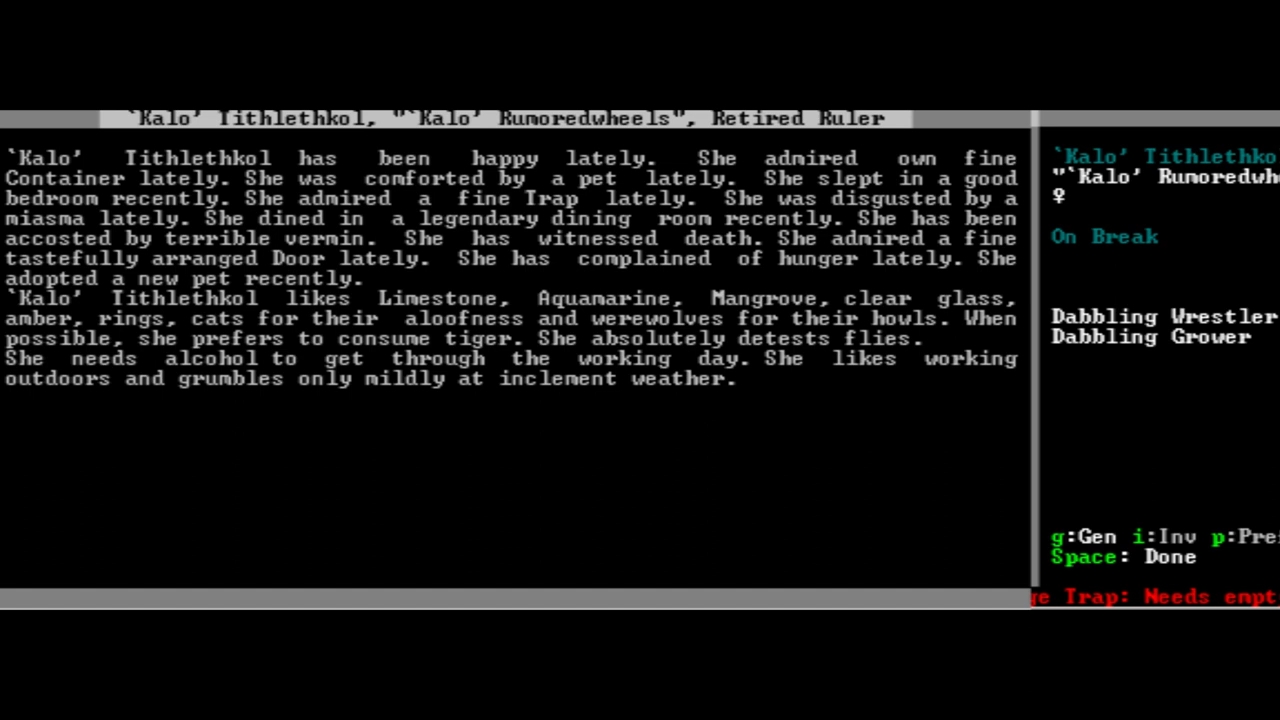 `Kalo' Tithlethkol, "`Kalo' Rumoredwheels", Retired Ruler
`Kalo' Tithlethkol has been happy lately. She admired own fine
Container lately. She was comforted by a pet lately. She slept in a good
bedroom recently. She admired a fine Trap lately. She was disgusted by a
miasma lately. She dined in a legendary dining room recently. She has been
accosted by terrible vermin. She has witnessed death. She admired a fine
tastefully arranged Door lately. She has complained of hunger lately. She
adopted a new pet recently.
`Kalo' Tithlethkol likes Limestone, Aquamarine, Mangrove, clear glass,
amber, rings, cats for their aloofness and werewolves for their howls. When
possible, she prefers to consume tiger. She absolutely detests flies.
She needs alcohol to get through the working day. She likes working
outdoors and grumbles only mildly at inclement weather.
`Kalo' Tithlethko
"`Kalo' Rumoredwh
♀
On Break
Dabbling Wrestler
Dabbling Grower
g:Gen i:Inv p:Pre
Space: Done
e Trap: Needs empt